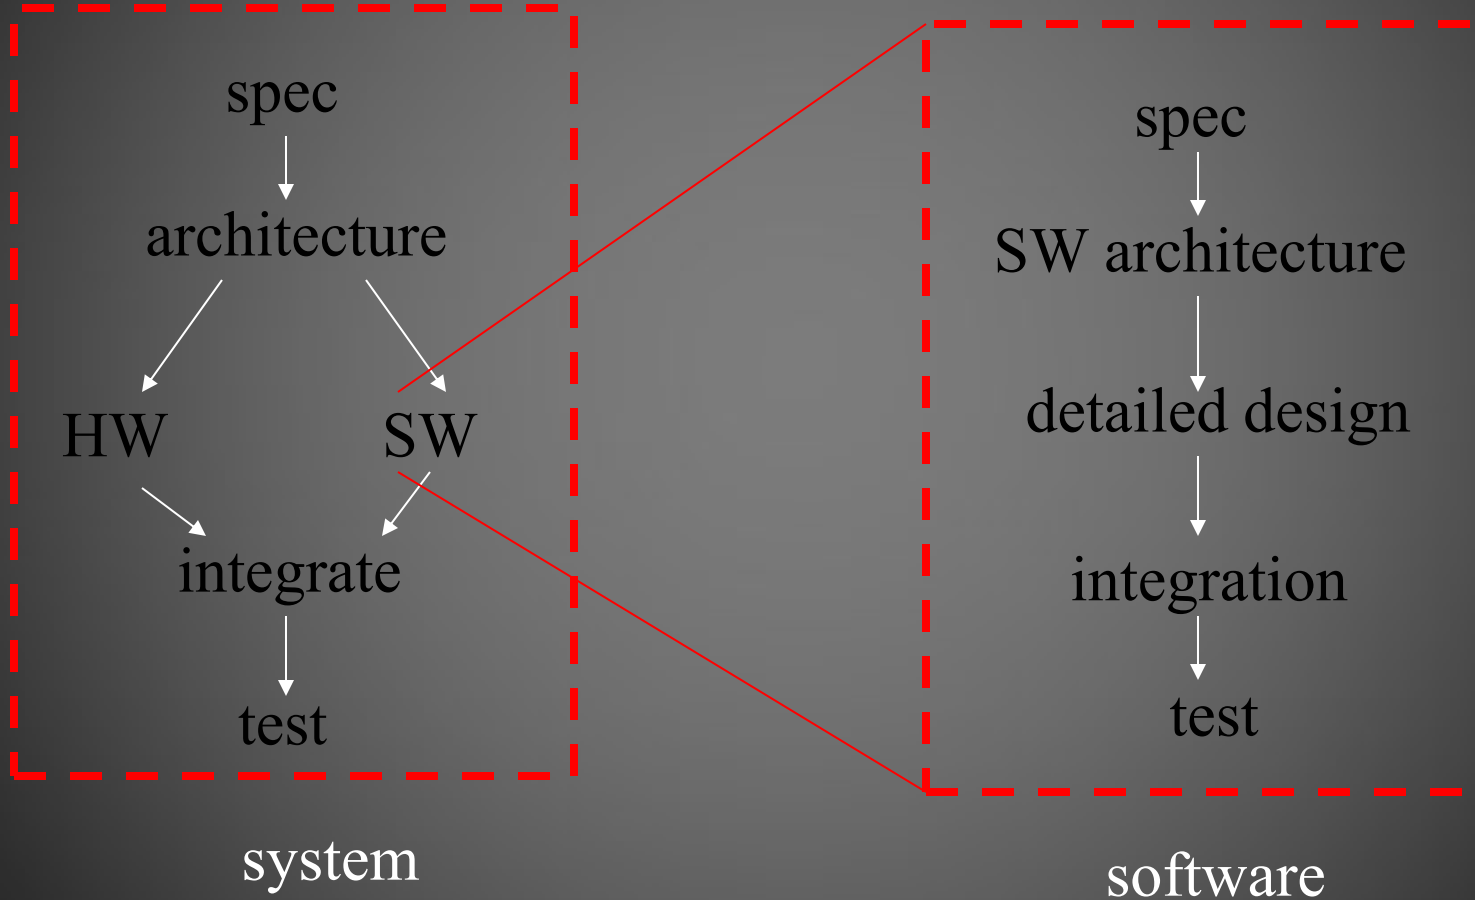 spec
architecture
HW
SW
integrate
test
system
spec
SW architecture
detailed design
integration
test
software